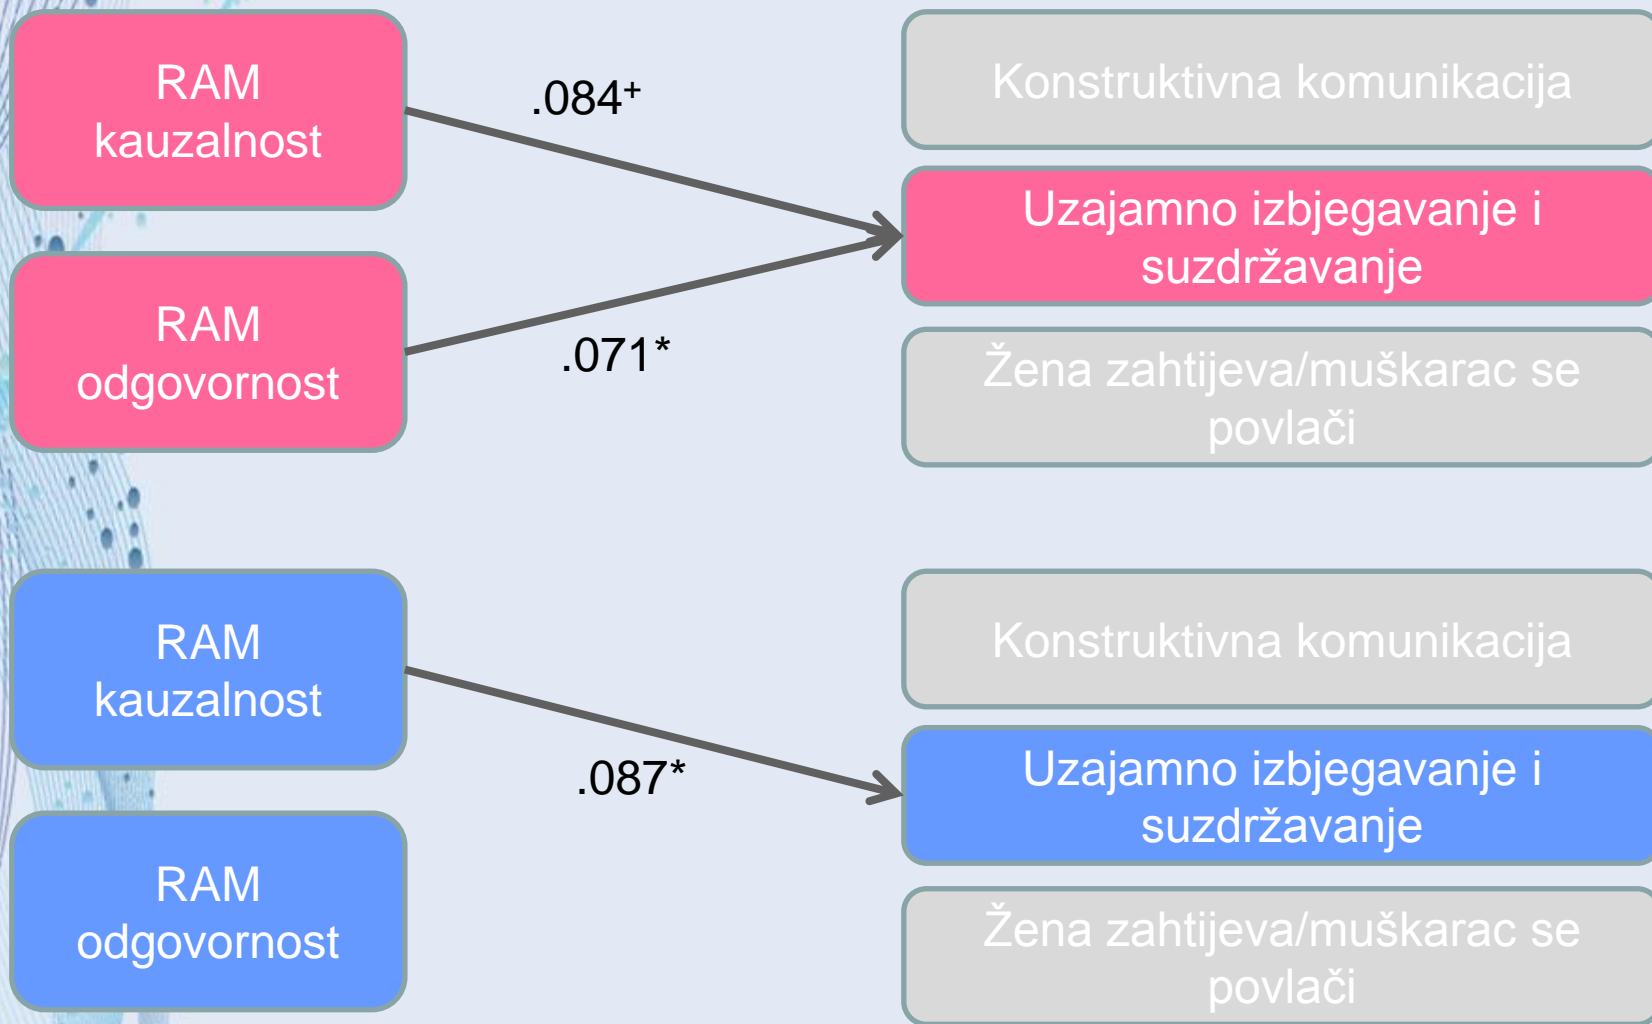 RAM
kauzalnost
.084⁺
Konstruktivna komunikacija
Uzajamno izbjegavanje i
suzdržavanje
RAM
odgovornost
.071*
Žena zahtijeva/muškarac se
povlači
RAM
kauzalnost
.087*
Konstruktivna komunikacija
Uzajamno izbjegavanje i
suzdržavanje
RAM
odgovornost
Žena zahtijeva/muškarac se
povlači